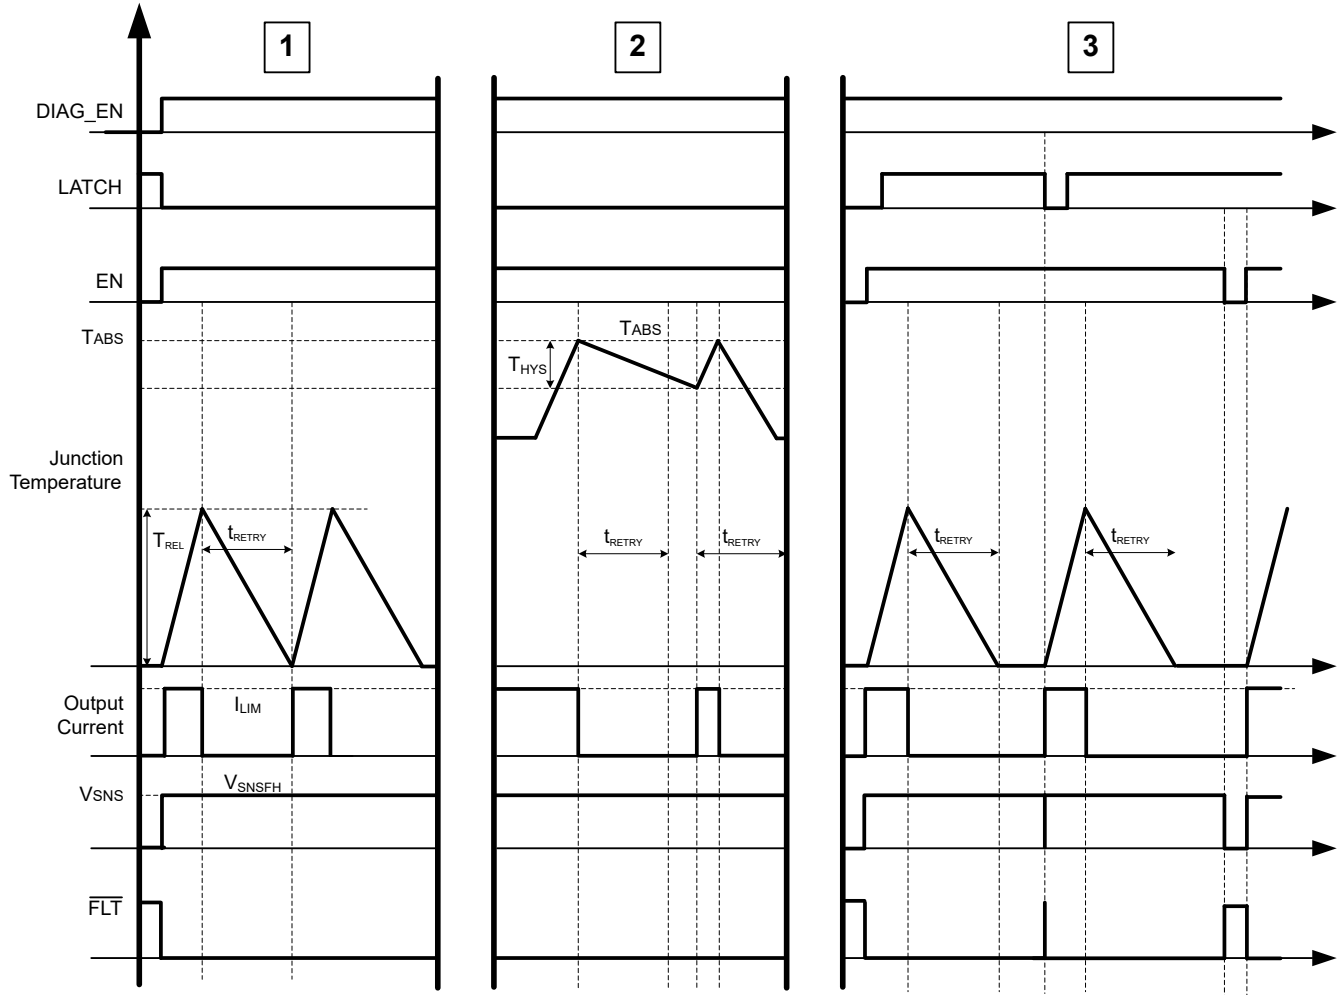 1
2
3
DIAG_EN
LATCH
EN
TABS
TABS
THYS
Junction
Temperature
TREL
tRETRY
tRETRY
tRETRY
tRETRY
tRETRY
Output
Current
ILIM
VSNS
VSNSFH
FLT